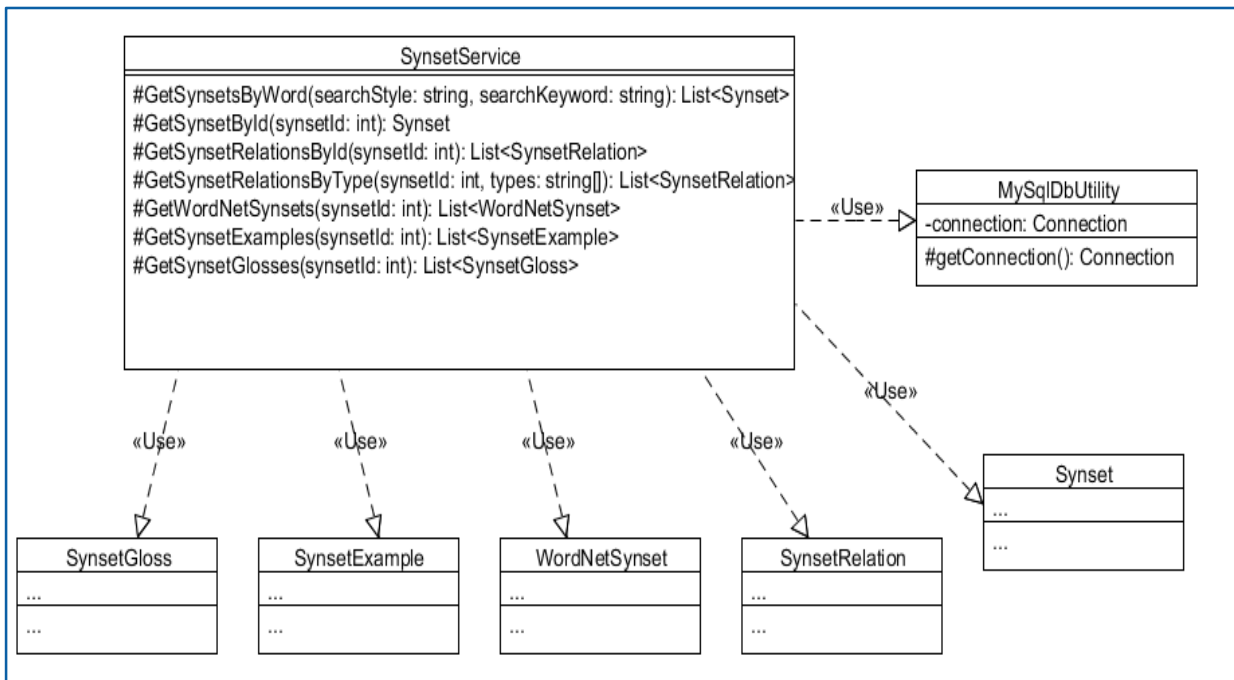 SynsetService
#GetSynsetsByWord(searchStyle: string, searchKeyword: string): List<Synset>
#GetSynsetById(synsetId: int): Synset
#GetSynsetRelationsById(synsetId: int): List<SynsetRelation>
#GetSynsetRelationsByType(synsetId: int, types: string[]): List<SynsetRelation>
#GetWordNetSynsets(synsetId: int): List<WordNetSynset>
#GetSynsetExamples(synsetId: int): List<SynsetExample>
#GetSynsetGlosses(synsetId: int): List<SynsetGloss>
«Use»
MySqlDbUtility
-connection: Connection
#getConnection(): Connection
«Use»
«Use»
«Use»
«Use»
«Use»
Synset
...
...
SynsetGloss
...
...
SynsetExample
...
...
WordNetSynset
...
...
SynsetRelation
...
...